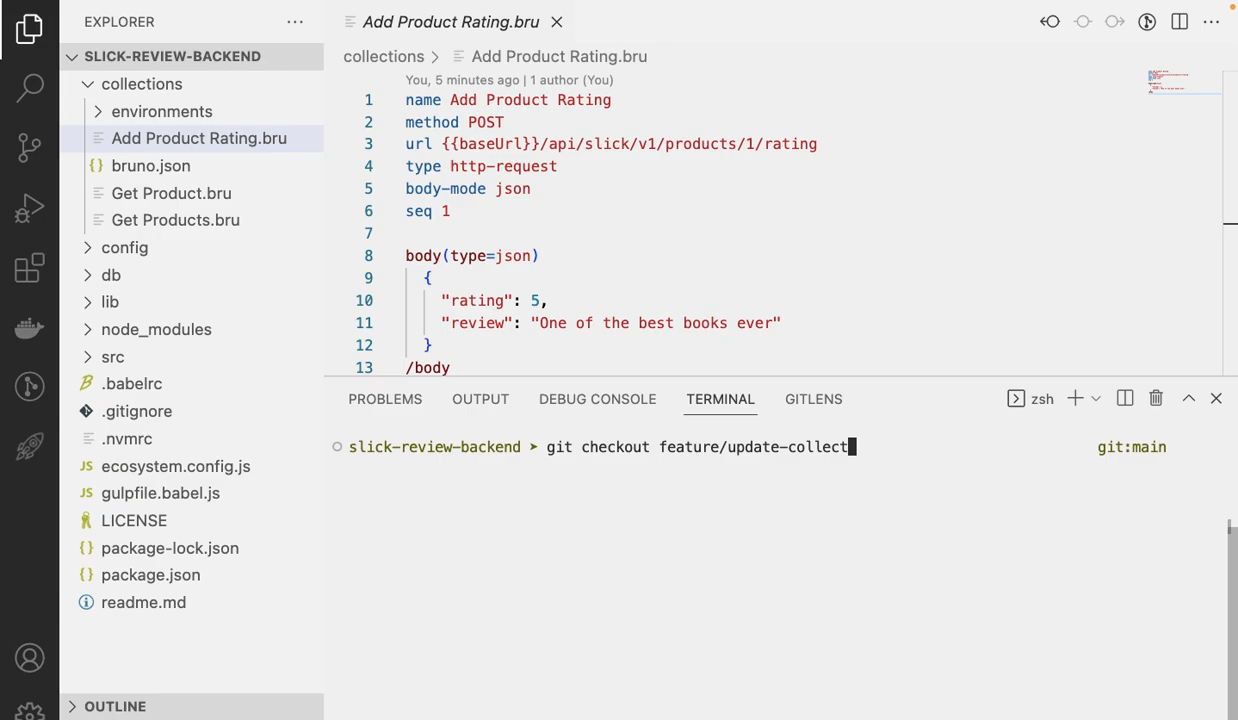 EXPLORER
SLICK-REVIEW-BACKEND
collections
environments
Add Product Rating.bru
{} bruno.json
Get Product.bru
Get Products.bru
config
db
lib
node_modules
src
.babelrc
.gitignore
.nvmrc
JS ecosystem.config.js
JS gulpfile.babel.js
LICENSE
{} package-lock.json
{} package.json
readme.md
OUTLINE
Add Product Rating.bru
collections > Add Product Rating.bru
You, 5 minutes ago | 1 author (You)
1 name Add Product Rating
2 method POST
3 url {{baseUrl}}/api/slick/v1/products/1/rating
4 type http-request
5 body-mode json
6 seq 1
7
8 body(type=json)
9 {
10 "rating": 5,
11 "review": "One of the best books ever"
12 }
13 /body
PROBLEMS OUTPUT DEBUG CONSOLE TERMINAL GITLENS zsh
slick-review-backend ➤ git checkout feature/update-collect git:main